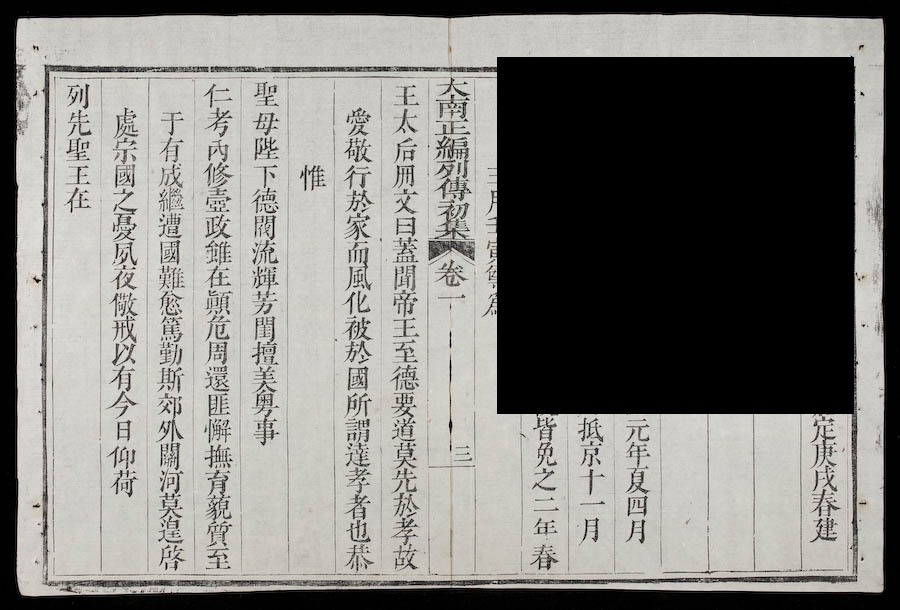 定庚戌春建
元年夏四月
抵京十一月
皆免之二年春
大南正編列傳初集 卷一 三
王太后冊文曰蓋聞帝王至德要道莫先於孝故
愛敬行於家而風化被於國所謂達孝者也恭
惟
聖母陛下德閥流輝芳閨擅美粵事
仁考內修壼政雖在顚危周還匪懈撫育藐質至
于有成繼遭國難愈篤勤斯郊外關河莫遑啓
處宗國之憂夙夜儆戒以有今日仰荷
列先聖王在